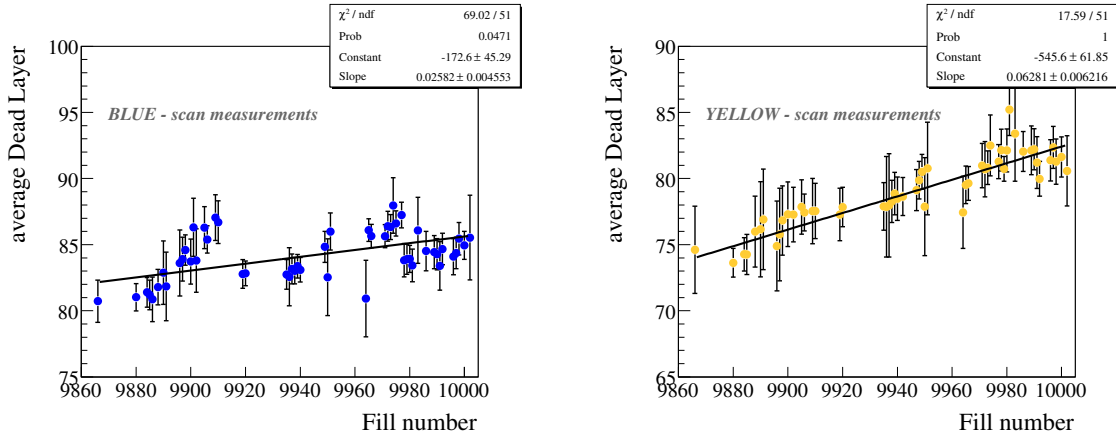 χ² / ndf 69.02 / 51
Prob 0.0471
Constant -172.6 ± 45.29
Slope 0.02582 ± 0.004553
average Dead Layer
100
95
90
85
80
75
BLUE - scan measurements
9860 9880 9900 9920 9940 9960 9980 10000
Fill number
χ² / ndf 17.59 / 51
Prob 1
Constant -545.6 ± 61.85
Slope 0.06281 ± 0.006216
average Dead Layer
90
85
80
75
70
65
YELLOW - scan measurements
9860 9880 9900 9920 9940 9960 9980 10000
Fill number